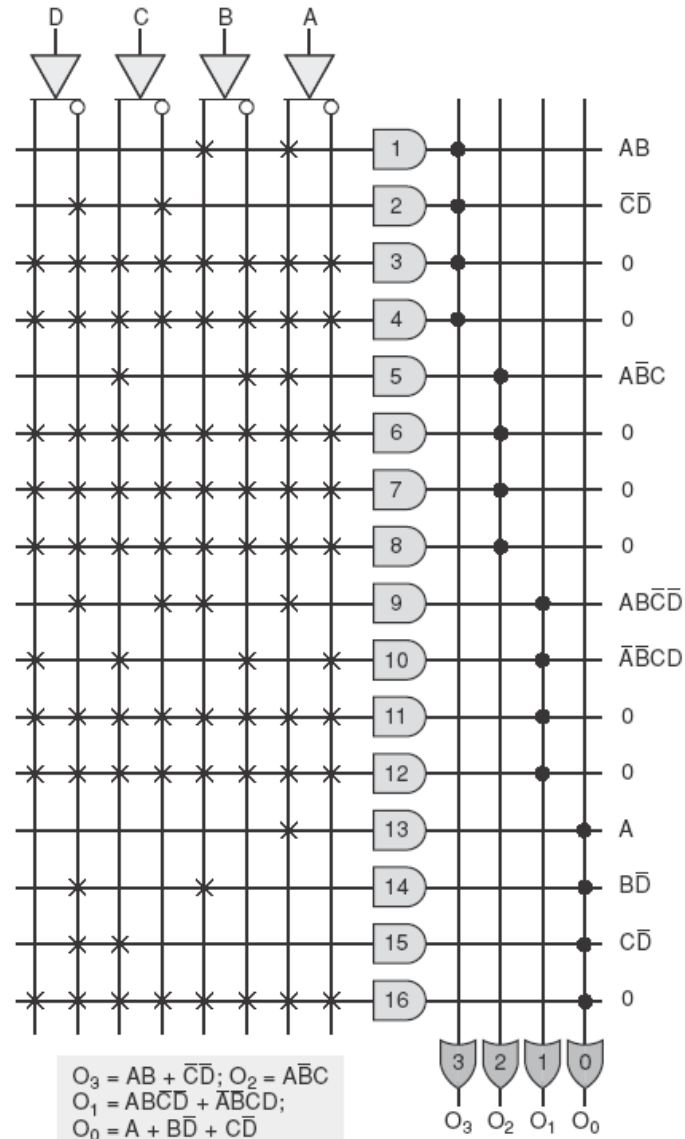 D C B A
1 AB
2 C̅D̅
3 0
4 0
5 AB̅C
6 0
7 0
8 0
9 ABC̅D̅
10 A̅B̅CD
11 0
12 0
13 A
14 BD̅
15 CD̅
16 0
3 2 1 0
O₃ O₂ O₁ O₀
O₃ = AB + C̅D̅; O₂ = AB̅C
O₁ = ABC̅D̅ + A̅B̅CD;
O₀ = A + BD̅ + CD̅